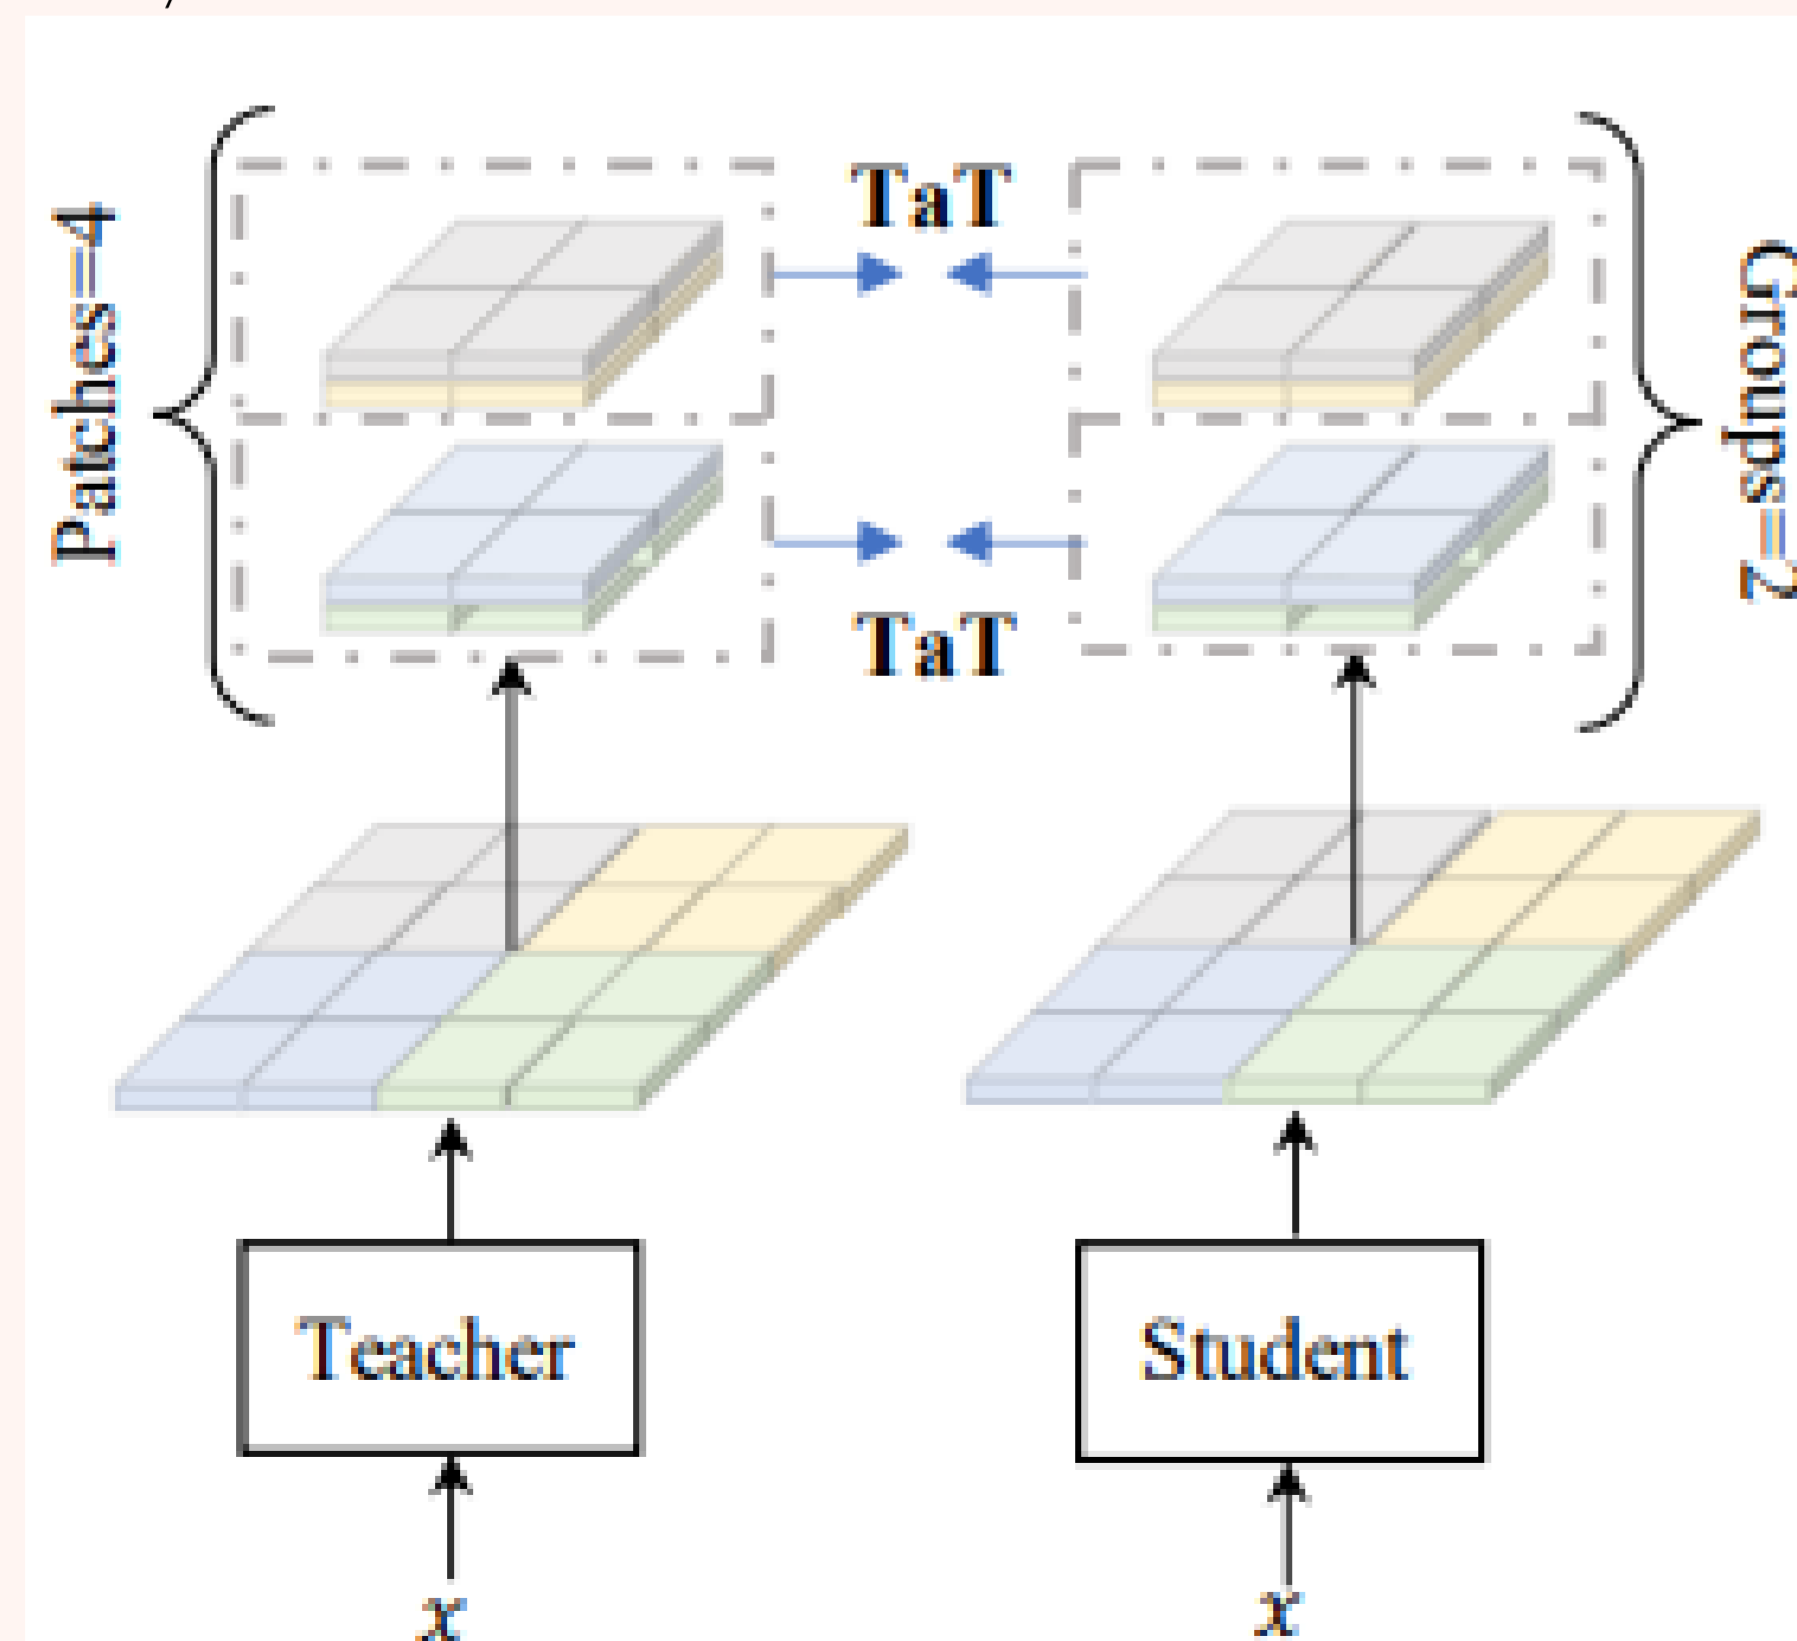 Patches=4
TaT
Groups=2
TaT
Teacher
Student
x
x